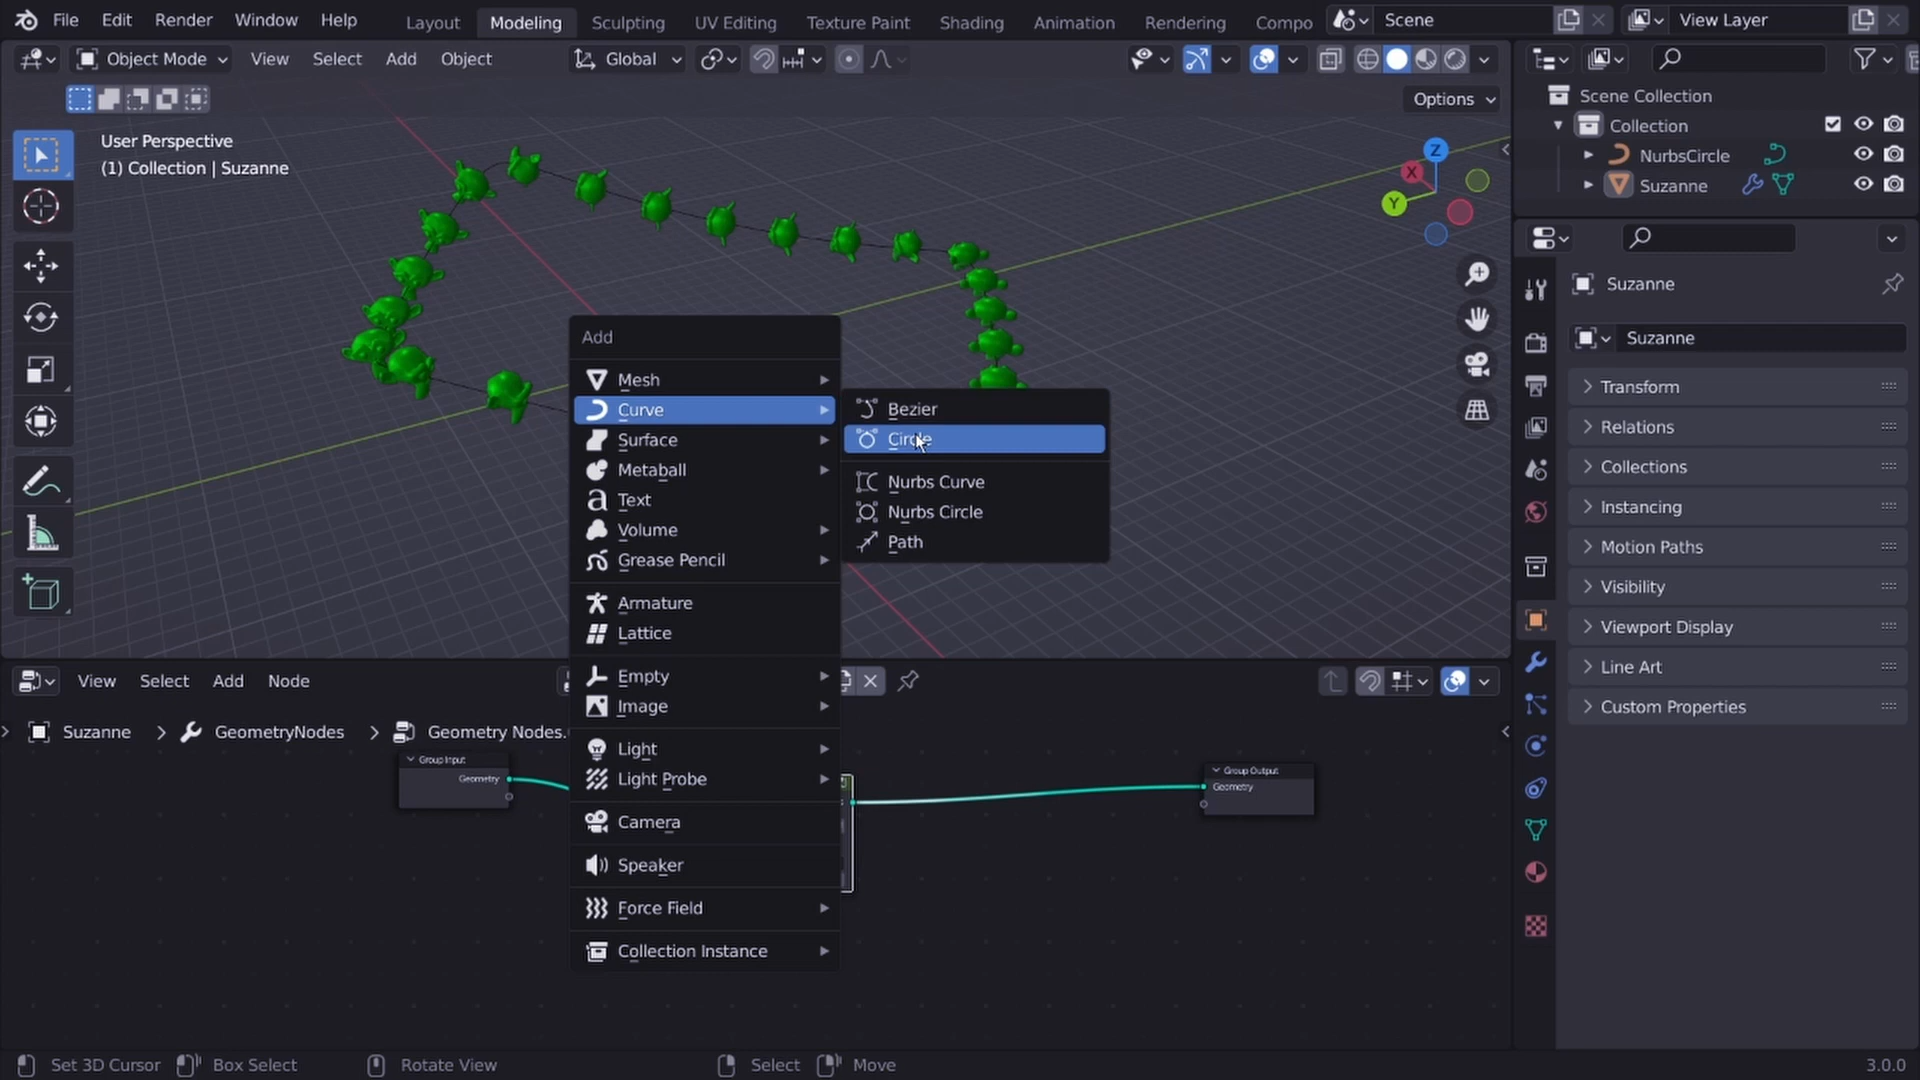 File Edit Render Window Help
Layout Modeling Sculpting UV Editing Texture Paint Shading Animation Rendering Compo
Scene
View Layer
Object Mode View Select Add Object
Global
Options
User Perspective
(1) Collection | Suzanne
Z
X
Y
Scene Collection
Collection
NurbsCircle
Suzanne
Suzanne
Suzanne
Transform
Relations
Collections
Instancing
Motion Paths
Visibility
Viewport Display
Line Art
Custom Properties
Add
Mesh
Curve
Surface
Metaball
Text
Volume
Grease Pencil
Armature
Lattice
Empty
Image
Light
Light Probe
Camera
Speaker
Force Field
Collection Instance
Bezier
Circle
Nurbs Curve
Nurbs Circle
Path
View Select Add Node
Suzanne > GeometryNodes > Geometry Nodes.
Group Input
Geometry
Group Output
Geometry
Set 3D Cursor Box Select Rotate View Select Move 3.0.0